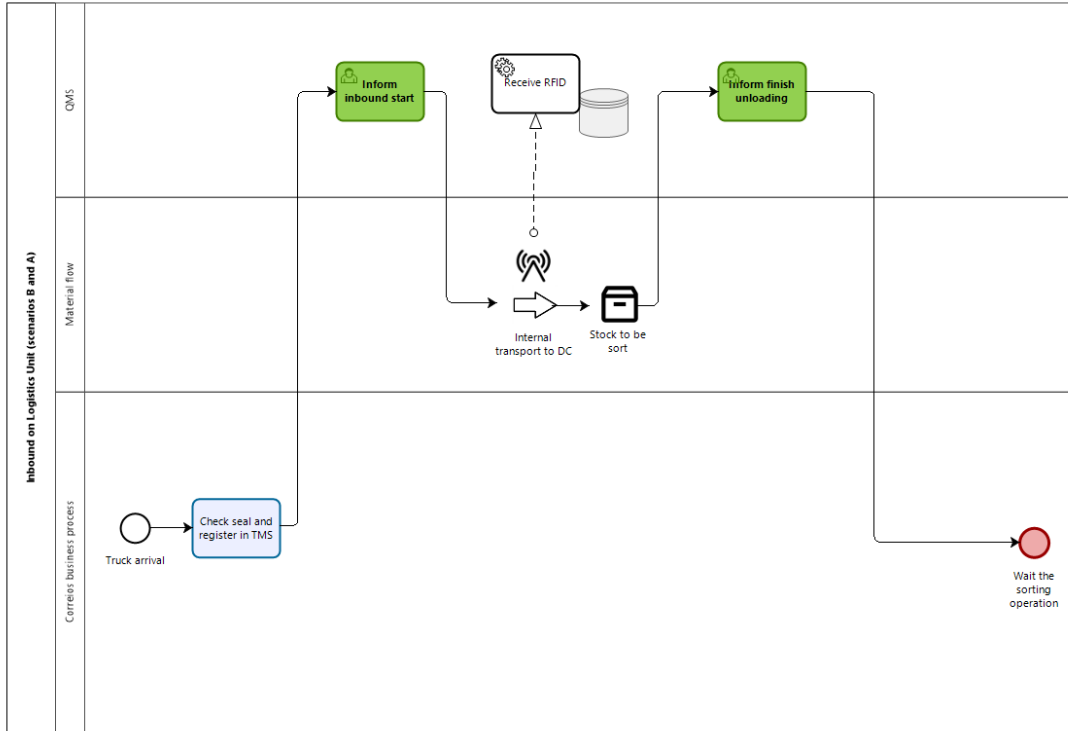 Inbound on Logistics Unit (scenarios B and A)
QMS
Inform
inbound start
Receive RFID
Inform finish
unloading
Material flow
Internal
transport to DC
Stock to be
sort
Correios business process
Truck arrival
Check seal and
register in TMS
Wait the
sorting
operation